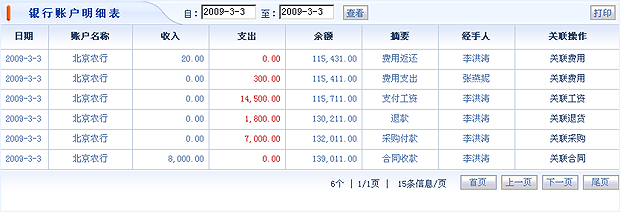 银行账户明细表 自: 2009-3-3 至: 2009-3-3 查看 打印
日期 账户名称 收入 支出 余额 摘要 经手人 关联操作
2009-3-3 北京农行 20.00 0.00 115,431.00 费用返还 李洪涛 关联费用
2009-3-3 北京农行 0.00 300.00 115,411.00 费用支出 张燕妮 关联费用
2009-3-3 北京农行 0.00 14,500.00 115,711.00 支付工资 李洪涛 关联工资
2009-3-3 北京农行 0.00 1,800.00 130,211.00 退款 李洪涛 关联退货
2009-3-3 北京农行 0.00 7,000.00 132,011.00 采购付款 李洪涛 关联采购
2009-3-3 北京农行 8,000.00 0.00 139,011.00 合同收款 李洪涛 关联合同
6个 | 1/1页 | 15条信息/页 首页 上一页 下一页 尾页